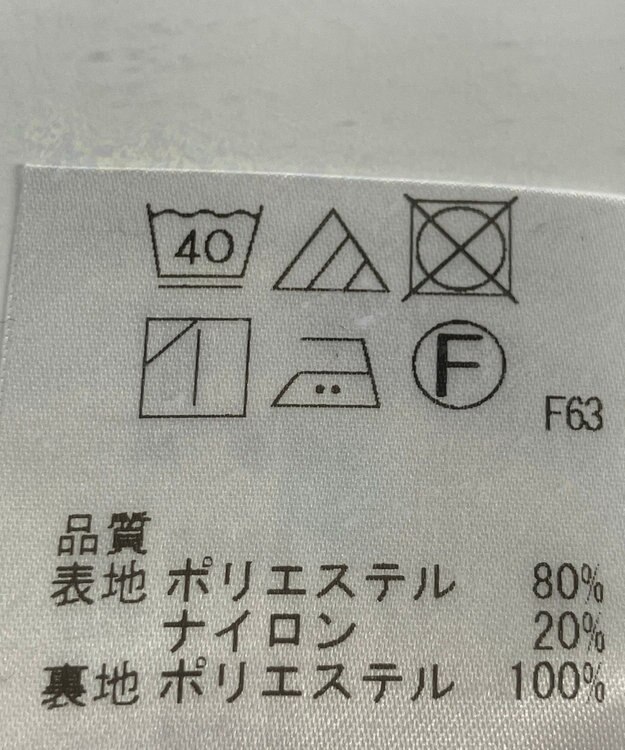 40
F
F63
品質
表地 ポリエステル 80%
ナイロン 20%
裏地 ポリエステル 100%